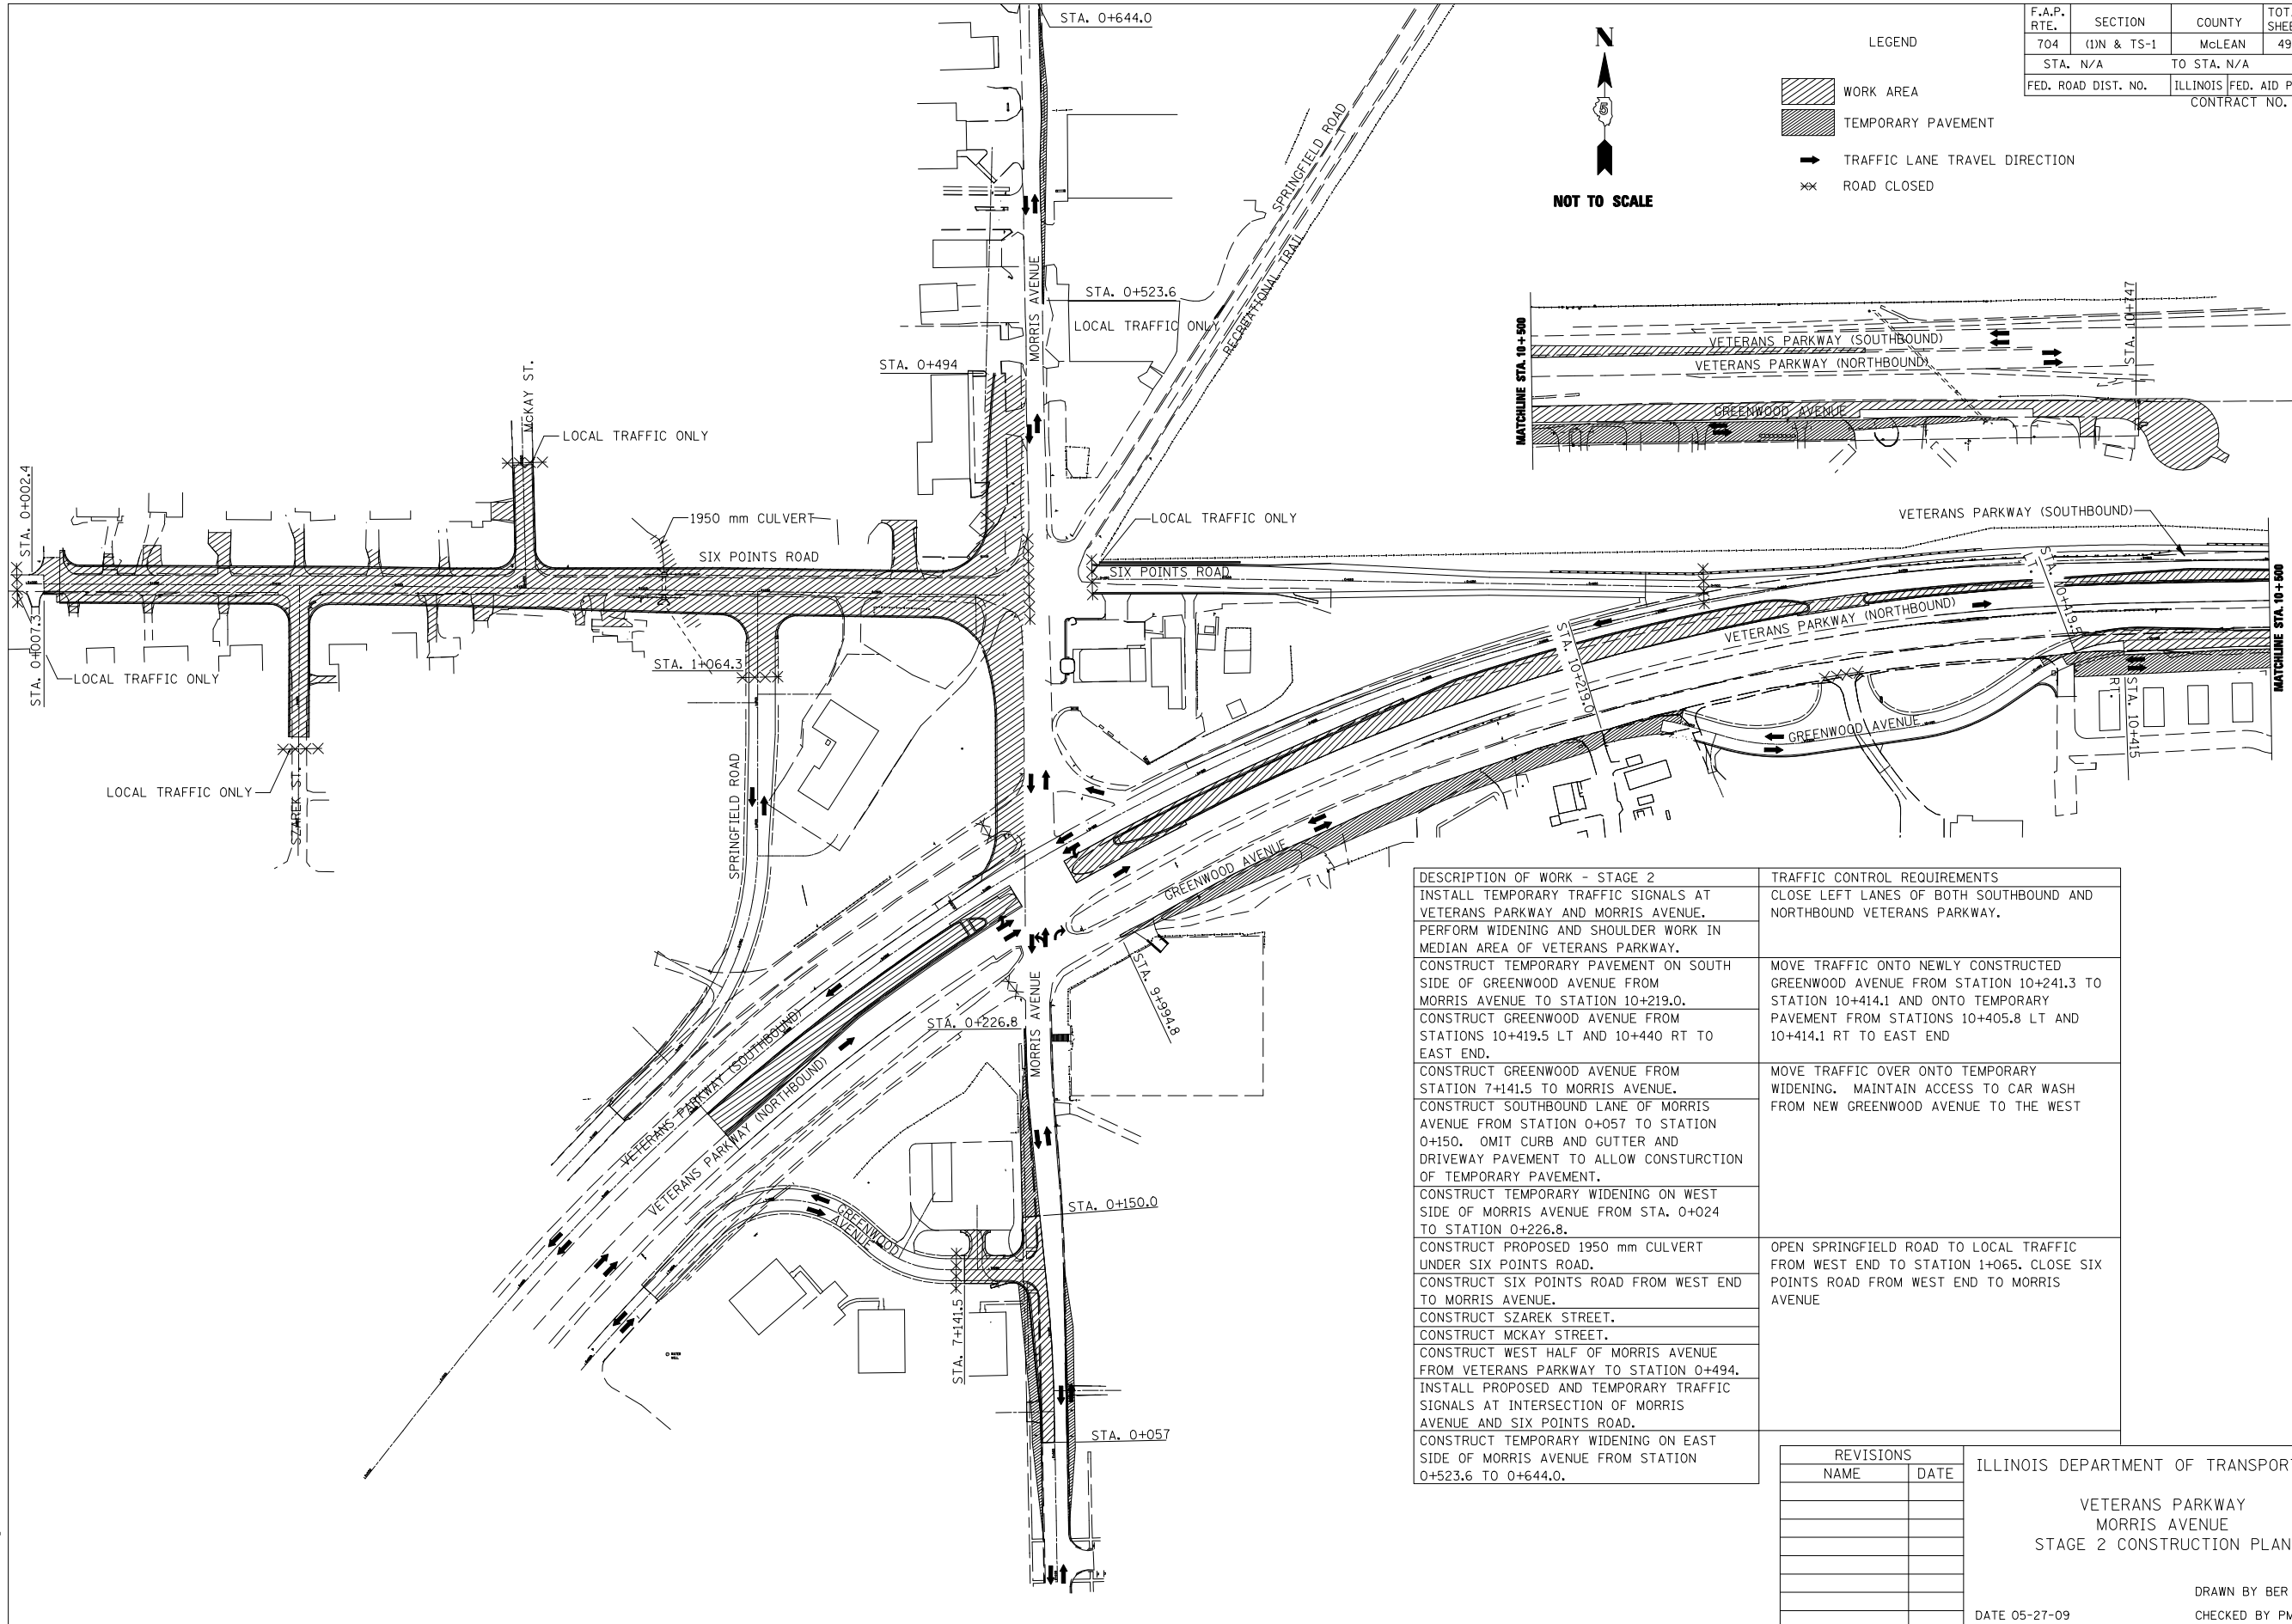 STA. 0+644.0
N
5
NOT TO SCALE
LEGEND
WORK AREA
TEMPORARY PAVEMENT
TRAFFIC LANE TRAVEL DIRECTION
ROAD CLOSED
F.A.P. RTE.
SECTION
COUNTY
704
(1)N & TS-1
McLEAN
49
STA. N/A
TO STA. N/A
FED. ROAD DIST. NO.
ILLINOIS
FED. AID P
CONTRACT NO.
SPRINGFIELD ROAD
RECREATIONAL TRAIL
MORRIS AVENUE
STA. 0+523.6
LOCAL TRAFFIC ONLY
STA. 0+494
McKAY ST.
LOCAL TRAFFIC ONLY
STA. 0+002.4
1950 mm CULVERT
SIX POINTS ROAD
LOCAL TRAFFIC ONLY
SIX POINTS ROAD
STA. 0+007.3
LOCAL TRAFFIC ONLY
STA. 1+064.3
LOCAL TRAFFIC ONLY
SZAREK ST.
SPRINGFIELD ROAD
MATCHLINE STA. 10+500
VETERANS PARKWAY (SOUTHBOUND)
VETERANS PARKWAY (NORTHBOUND)
GREENWOOD AVENUE
STA. 10+747
VETERANS PARKWAY (SOUTHBOUND)
VETERANS PARKWAY (NORTHBOUND)
STA. 10+419.5
LT.
STA. 10+219.0
GREENWOOD AVENUE
STA. 10+415
RT.
MATCHLINE STA. 10+500
GREENWOOD AVENUE
STA. 9+994.8
MORRIS AVENUE
STA. 0+226.8
VETERANS PARKWAY (SOUTHBOUND)
VETERANS PARKWAY (NORTHBOUND)
GREENWOOD
AVENUE
STA. 0+150.0
STA. 7+141.5
WATER
WELL
STA. 0+057
DESCRIPTION OF WORK - STAGE 2
INSTALL TEMPORARY TRAFFIC SIGNALS AT
VETERANS PARKWAY AND MORRIS AVENUE.
PERFORM WIDENING AND SHOULDER WORK IN
MEDIAN AREA OF VETERANS PARKWAY.
CONSTRUCT TEMPORARY PAVEMENT ON SOUTH
SIDE OF GREENWOOD AVENUE FROM
MORRIS AVENUE TO STATION 10+219.0.
CONSTRUCT GREENWOOD AVENUE FROM
STATIONS 10+419.5 LT AND 10+440 RT TO
EAST END.
CONSTRUCT GREENWOOD AVENUE FROM
STATION 7+141.5 TO MORRIS AVENUE.
CONSTRUCT SOUTHBOUND LANE OF MORRIS
AVENUE FROM STATION 0+057 TO STATION
0+150. OMIT CURB AND GUTTER AND
DRIVEWAY PAVEMENT TO ALLOW CONSTURCTION
OF TEMPORARY PAVEMENT.
CONSTRUCT TEMPORARY WIDENING ON WEST
SIDE OF MORRIS AVENUE FROM STA. 0+024
TO STATION 0+226.8.
CONSTRUCT PROPOSED 1950 mm CULVERT
UNDER SIX POINTS ROAD.
CONSTRUCT SIX POINTS ROAD FROM WEST END
TO MORRIS AVENUE.
CONSTRUCT SZAREK STREET.
CONSTRUCT MCKAY STREET.
CONSTRUCT WEST HALF OF MORRIS AVENUE
FROM VETERANS PARKWAY TO STATION 0+494.
INSTALL PROPOSED AND TEMPORARY TRAFFIC
SIGNALS AT INTERSECTION OF MORRIS
AVENUE AND SIX POINTS ROAD.
CONSTRUCT TEMPORARY WIDENING ON EAST
SIDE OF MORRIS AVENUE FROM STATION
0+523.6 TO 0+644.0.
TRAFFIC CONTROL REQUIREMENTS
CLOSE LEFT LANES OF BOTH SOUTHBOUND AND
NORTHBOUND VETERANS PARKWAY.
MOVE TRAFFIC ONTO NEWLY CONSTRUCTED
GREENWOOD AVENUE FROM STATION 10+241.3 TO
STATION 10+414.1 AND ONTO TEMPORARY
PAVEMENT FROM STATIONS 10+405.8 LT AND
10+414.1 RT TO EAST END
MOVE TRAFFIC OVER ONTO TEMPORARY
WIDENING. MAINTAIN ACCESS TO CAR WASH
FROM NEW GREENWOOD AVENUE TO THE WEST
OPEN SPRINGFIELD ROAD TO LOCAL TRAFFIC
FROM WEST END TO STATION 1+065. CLOSE SIX
POINTS ROAD FROM WEST END TO MORRIS
AVENUE
REVISIONS
NAME
DATE
ILLINOIS DEPARTMENT OF TRANSPOR
VETERANS PARKWAY
MORRIS AVENUE
STAGE 2 CONSTRUCTION PLAN
DRAWN BY BER
DATE 05-27-09
CHECKED BY PM